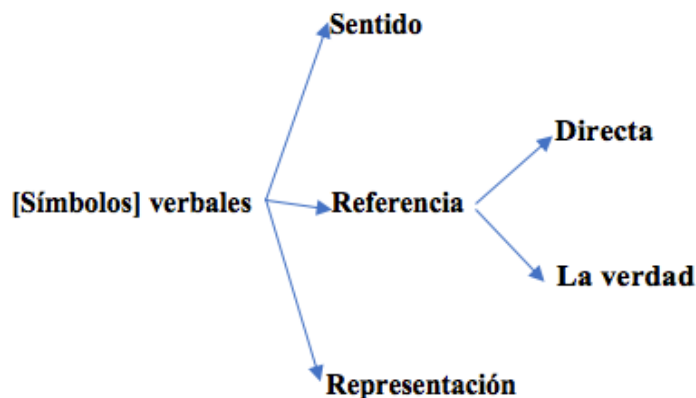 Sentido
Directa
[Símbolos] verbales
Referencia
La verdad
Representación